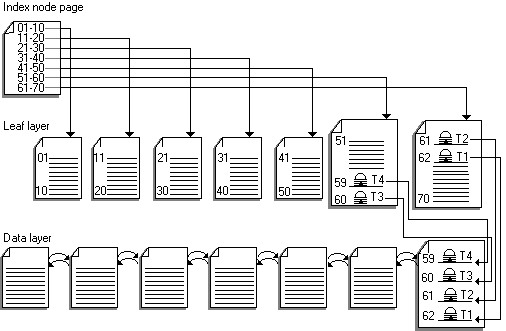 Index node page
01-10
11-20
21-30
31-40
41-50
51-60
61-70
Leaf layer
01
10
11
20
21
30
31
40
41
50
51
59 T4
60 T3
61 T2
62 T1
70
Data layer
59 T4
60 T3
61 T2
62 T1